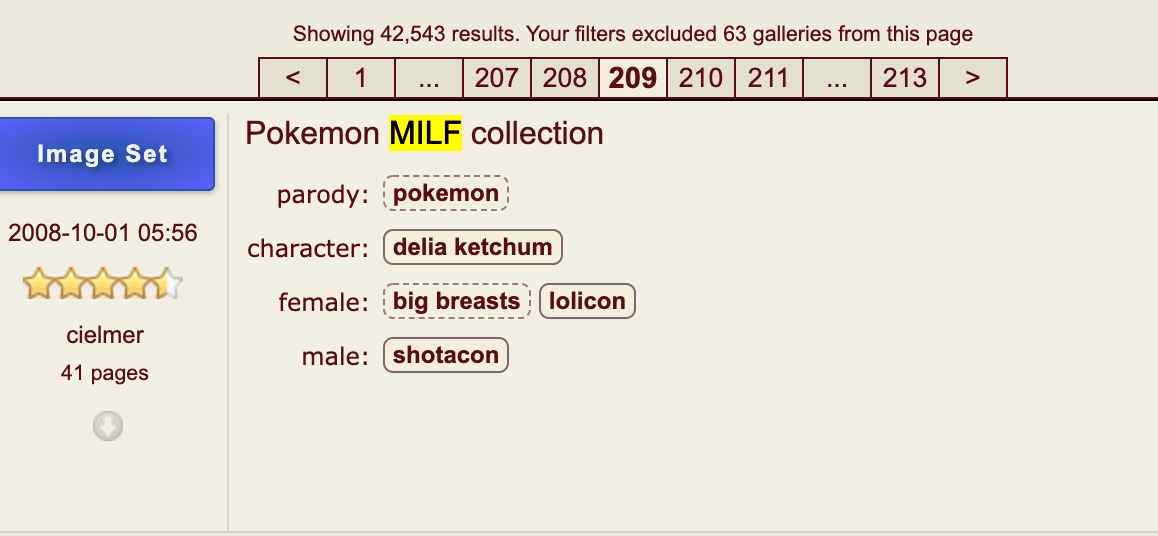 Showing 42,543 results. Your filters excluded 63 galleries from this page
< 1 ... 207 208 209 210 211 ... 213 >
Image Set
Pokemon MILF collection
parody: pokemon
2008-10-01 05:56
character: delia ketchum
female: big breasts lolicon
cielmer
male: shotacon
41 pages